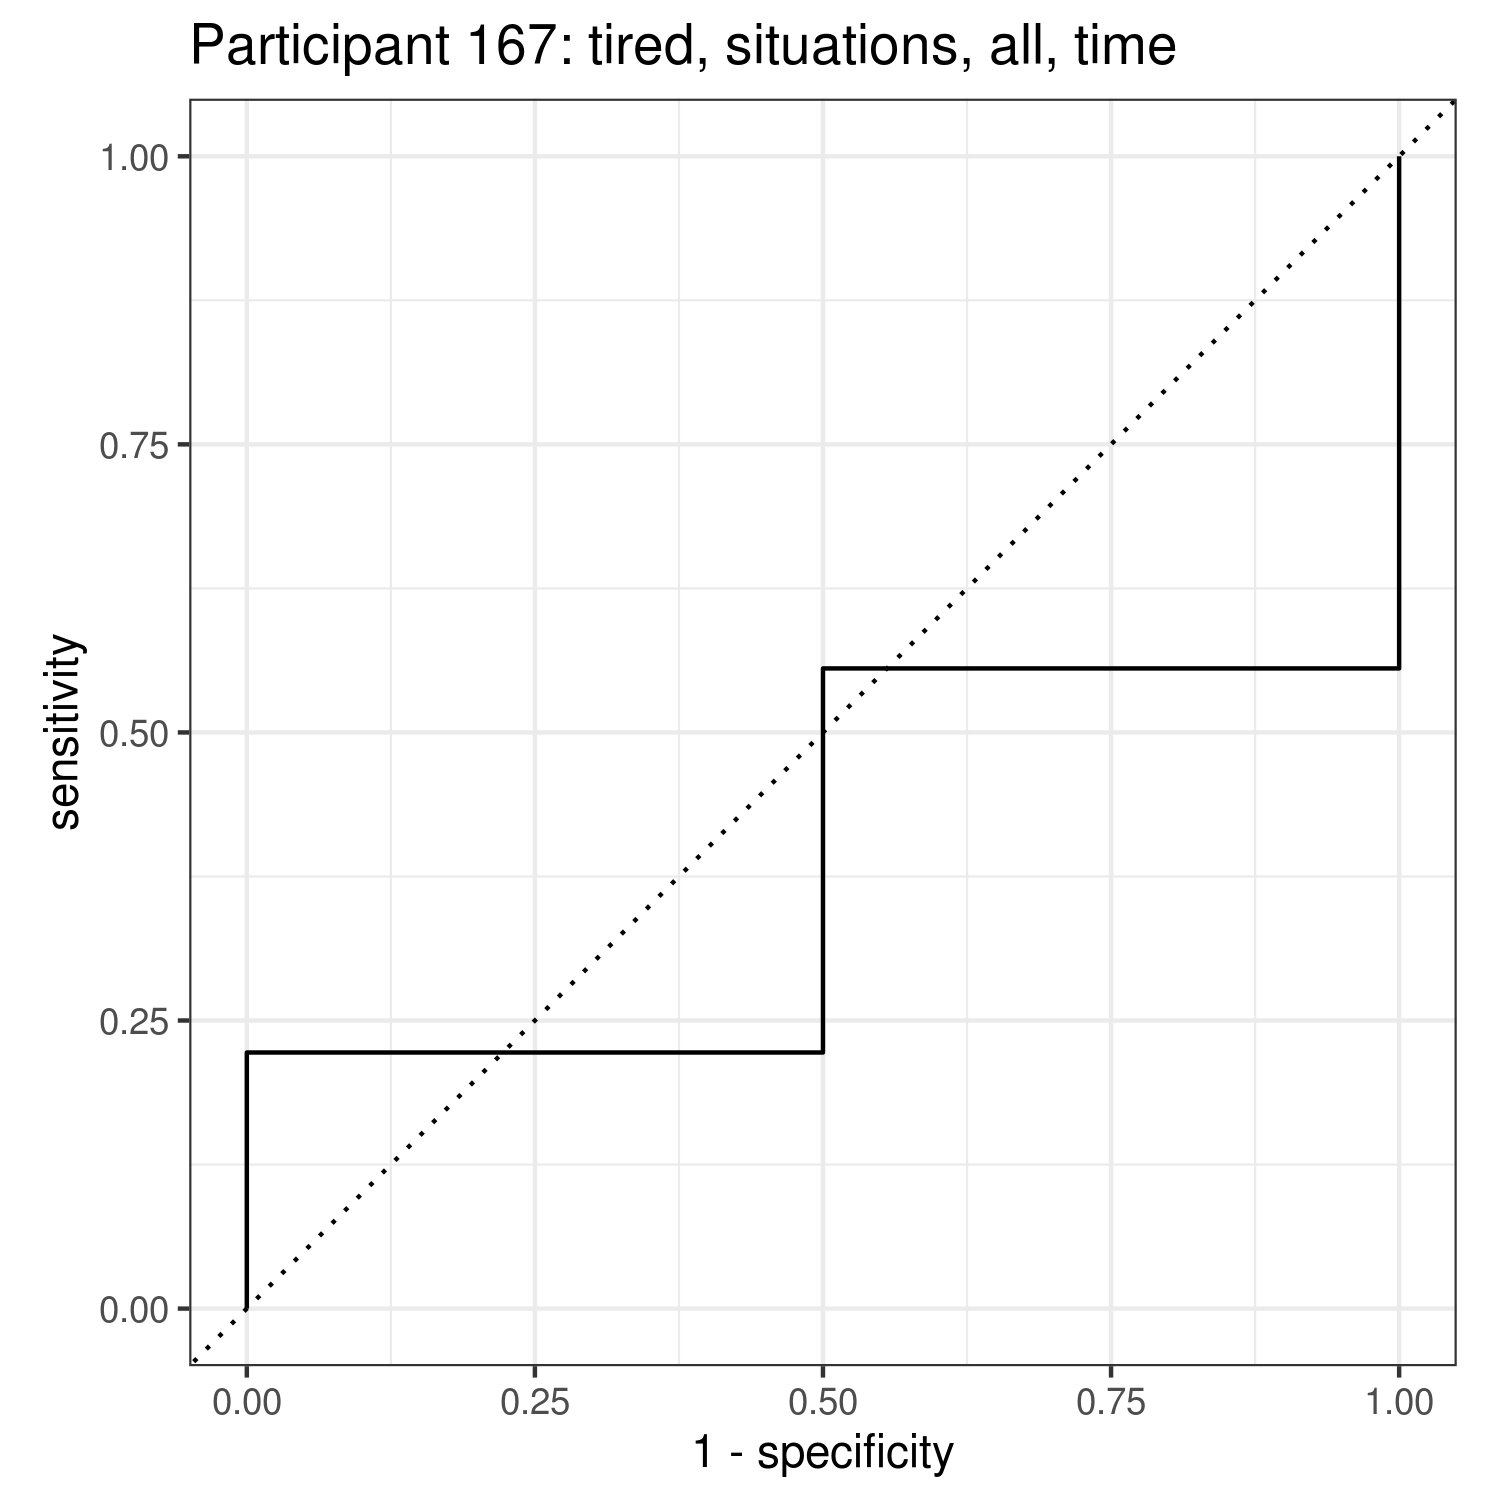 Participant 167: tired, situations, all, time
1.00
0.75
0.50
0.25
0.00
sensitivity
0.00 0.25 0.50 0.75 1.00
1 - specificity